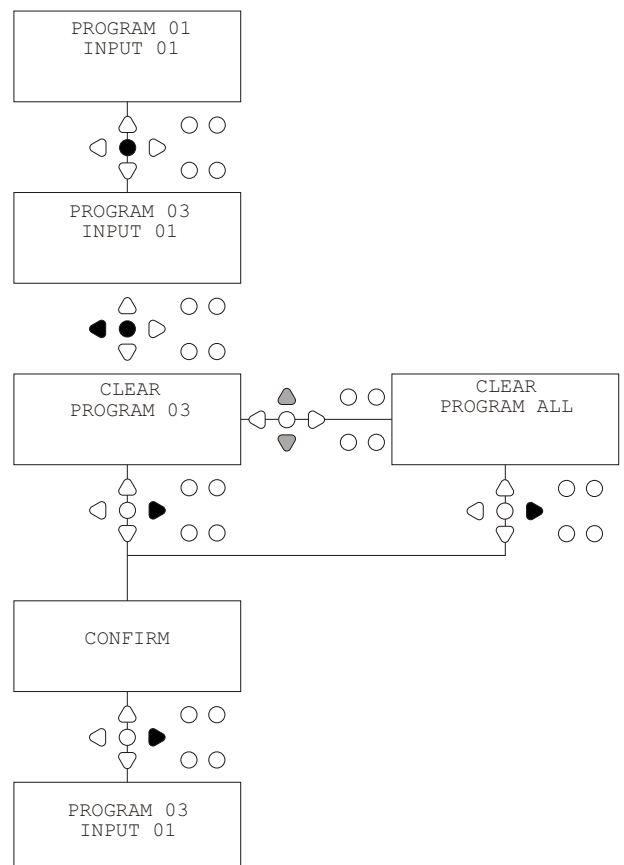 PROGRAM 01
INPUT 01
PROGRAM 03
INPUT 01
CLEAR
PROGRAM 03
CLEAR
PROGRAM ALL
CONFIRM
PROGRAM 03
INPUT 01